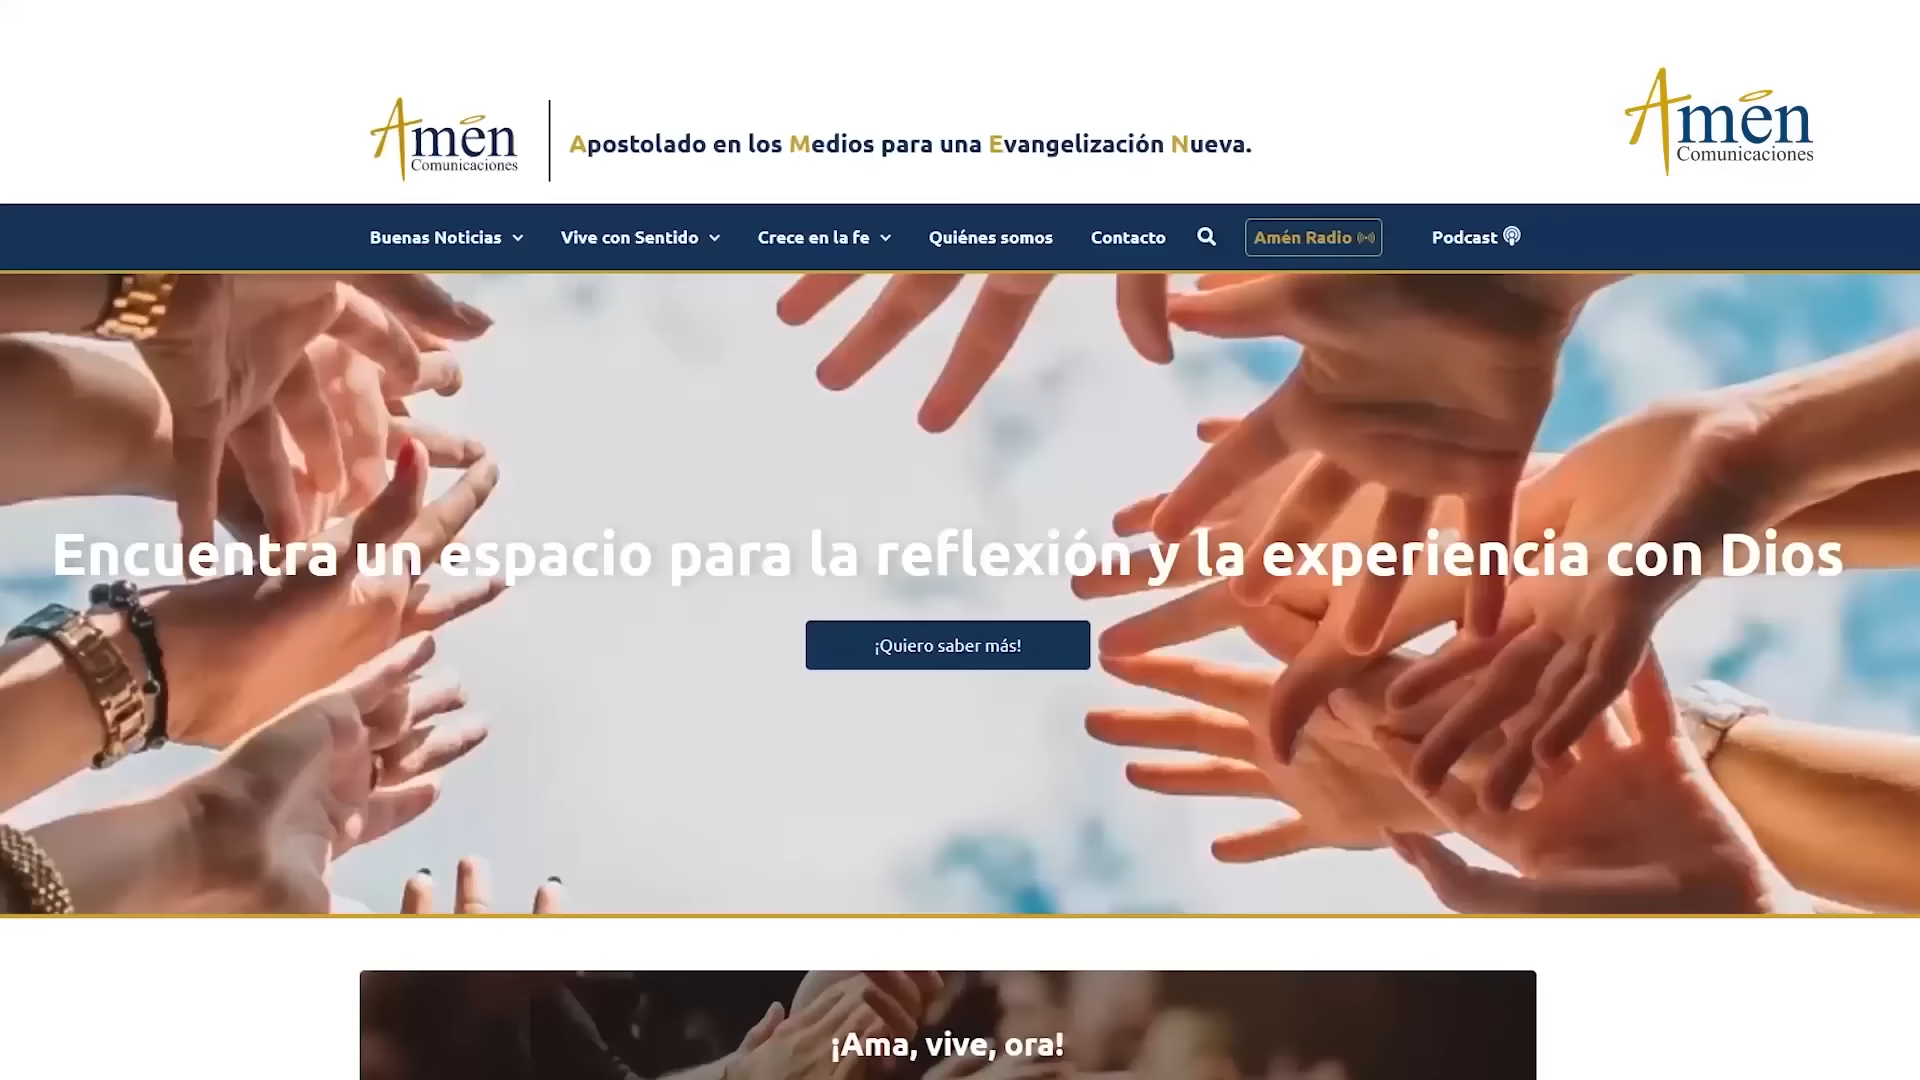 Amén
Comunicaciones
Apostolado en los Medios para una Evangelización Nueva.
Amén
Comunicaciones
Buenas Noticias
Vive con Sentido
Crece en la fe
Quiénes somos
Contacto
Amén Radio
Podcast
Encuentra un espacio para la reflexión y la experiencia con Dios
¡Quiero saber más!
¡Ama, vive, ora!